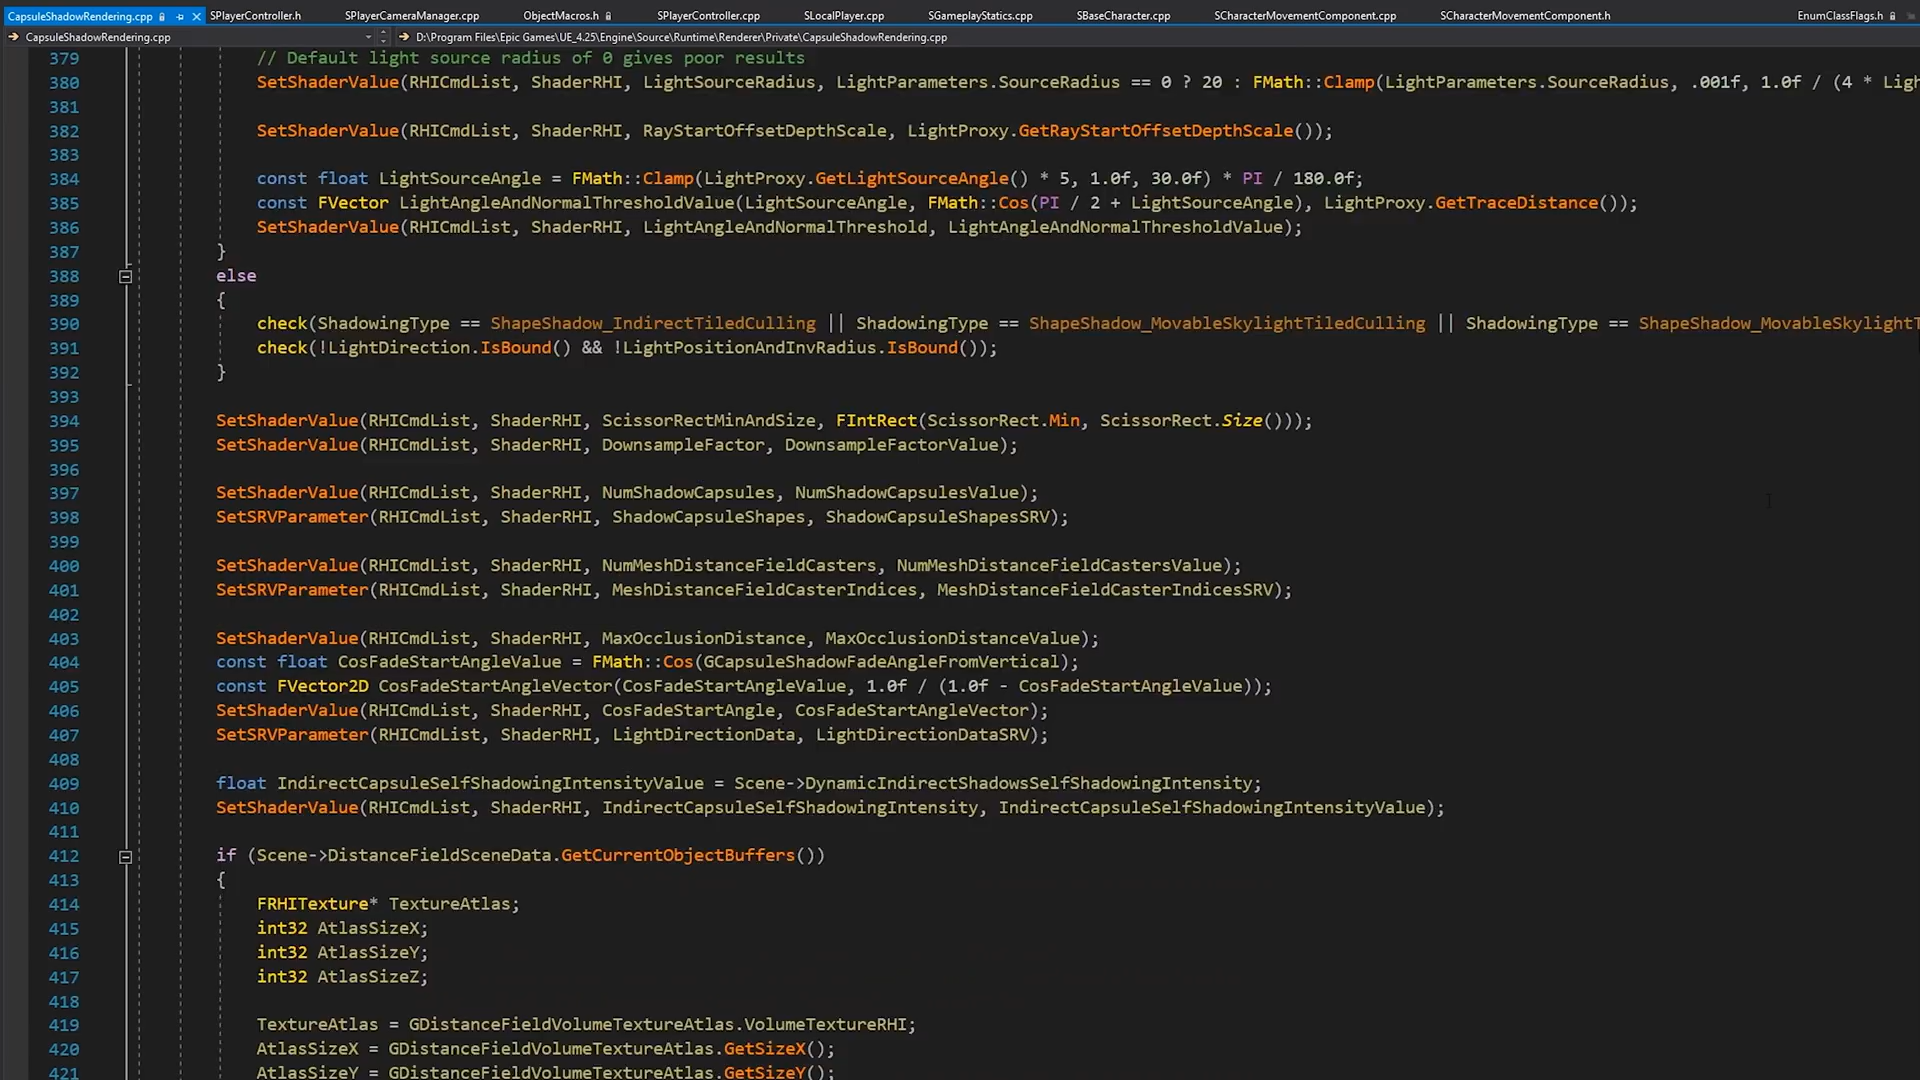 CapsuleShadowRendering.cpp SPlayerController.h SPlayerCameraManager.cpp ObjectMacros.h SPlayerController.cpp SLocalPlayer.cpp SGameplayStatics.cpp SBaseCharacter.cpp SCharacterMovementComponent.cpp SCharacterMovementComponent.h EnumClassFlags.h
CapsuleShadowRendering.cpp D:\Program Files\Epic Games\UE_4.25\Engine\Source\Runtime\Renderer\Private\CapsuleShadowRendering.cpp
379 // Default light source radius of 0 gives poor results
380 SetShaderValue(RHICmdList, ShaderRHI, LightSourceRadius, LightParameters.SourceRadius == 0 ? 20 : FMath::Clamp(LightParameters.SourceRadius, .001f, 1.0f / (4 * Ligh
381
382 SetShaderValue(RHICmdList, ShaderRHI, RayStartOffsetDepthScale, LightProxy.GetRayStartOffsetDepthScale());
383
384 const float LightSourceAngle = FMath::Clamp(LightProxy.GetLightSourceAngle() * 5, 1.0f, 30.0f) * PI / 180.0f;
385 const FVector LightAngleAndNormalThresholdValue(LightSourceAngle, FMath::Cos(PI / 2 + LightSourceAngle), LightProxy.GetTraceDistance());
386 SetShaderValue(RHICmdList, ShaderRHI, LightAngleAndNormalThreshold, LightAngleAndNormalThresholdValue);
387 }
388 else
389 {
390 check(ShadowingType == ShapeShadow_IndirectTiledCulling || ShadowingType == ShapeShadow_MovableSkylightTiledCulling || ShadowingType == ShapeShadow_MovableSkylightT
391 check(!LightDirection.IsBound() && !LightPositionAndInvRadius.IsBound());
392 }
393
394 SetShaderValue(RHICmdList, ShaderRHI, ScissorRectMinAndSize, FIntRect(ScissorRect.Min, ScissorRect.Size()));
395 SetShaderValue(RHICmdList, ShaderRHI, DownsampleFactor, DownsampleFactorValue);
396
397 SetShaderValue(RHICmdList, ShaderRHI, NumShadowCapsules, NumShadowCapsulesValue);
398 SetSRVParameter(RHICmdList, ShaderRHI, ShadowCapsuleShapes, ShadowCapsuleShapesSRV);
399
400 SetShaderValue(RHICmdList, ShaderRHI, NumMeshDistanceFieldCasters, NumMeshDistanceFieldCastersValue);
401 SetSRVParameter(RHICmdList, ShaderRHI, MeshDistanceFieldCasterIndices, MeshDistanceFieldCasterIndicesSRV);
402
403 SetShaderValue(RHICmdList, ShaderRHI, MaxOcclusionDistance, MaxOcclusionDistanceValue);
404 const float CosFadeStartAngleValue = FMath::Cos(GCapsuleShadowFadeAngleFromVertical);
405 const FVector2D CosFadeStartAngleVector(CosFadeStartAngleValue, 1.0f / (1.0f - CosFadeStartAngleValue));
406 SetShaderValue(RHICmdList, ShaderRHI, CosFadeStartAngle, CosFadeStartAngleVector);
407 SetSRVParameter(RHICmdList, ShaderRHI, LightDirectionData, LightDirectionDataSRV);
408
409 float IndirectCapsuleSelfShadowingIntensityValue = Scene->DynamicIndirectShadowsSelfShadowingIntensity;
410 SetShaderValue(RHICmdList, ShaderRHI, IndirectCapsuleSelfShadowingIntensity, IndirectCapsuleSelfShadowingIntensityValue);
411
412 if (Scene->DistanceFieldSceneData.GetCurrentObjectBuffers())
413 {
414 FRHITexture* TextureAtlas;
415 int32 AtlasSizeX;
416 int32 AtlasSizeY;
417 int32 AtlasSizeZ;
418
419 TextureAtlas = GDistanceFieldVolumeTextureAtlas.VolumeTextureRHI;
420 AtlasSizeX = GDistanceFieldVolumeTextureAtlas.GetSizeX();
421 AtlasSizeY = GDistanceFieldVolumeTextureAtlas.GetSizeY();